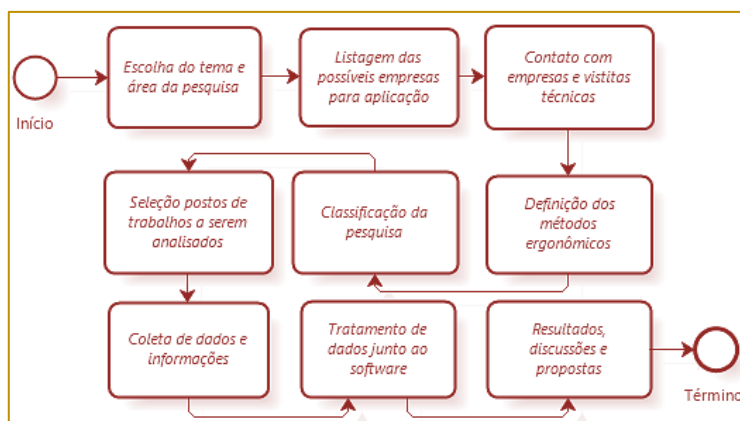 Início
Escolha do tema e
área da pesquisa
Listagem das
possíveis empresas
para aplicação
Contato com
empresas e vistitas
técnicas
Definição dos
métodos
ergonômicos
Classificação da
pesquisa
Seleção postos de
trabalhos a serem
analisados
Coleta de dados e
informações
Tratamento de
dados junto ao
software
Resultados,
discussões e
propostas
Término